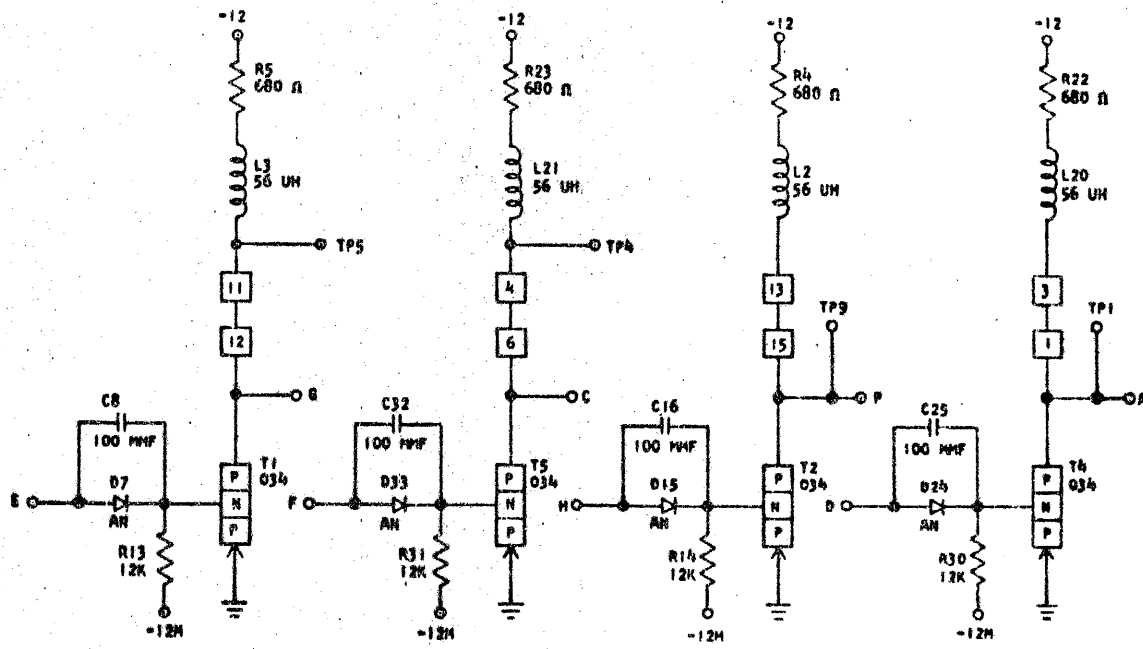 -12
-12
-12
-12
R5
680 Ω
R23
680 Ω
R4
680 Ω
R22
680 Ω
L3
56 UH
L21
56 UH
L2
56 UH
L20
56 UH
TP5
TP4
11
4
13
3
TP9
TP1
12
6
15
1
G
C
P
A
C8
100 MMF
C32
100 MMF
C16
100 MMF
C25
100 MMF
T1
034
T5
034
T2
034
T4
034
E
D7
AN
P
N
P
F
D33
AN
P
N
P
H
D15
AN
P
N
P
D
D24
AN
P
N
P
R13
12K
R31
12K
R14
12K
R30
12K
-12M
-12M
-12M
-12M